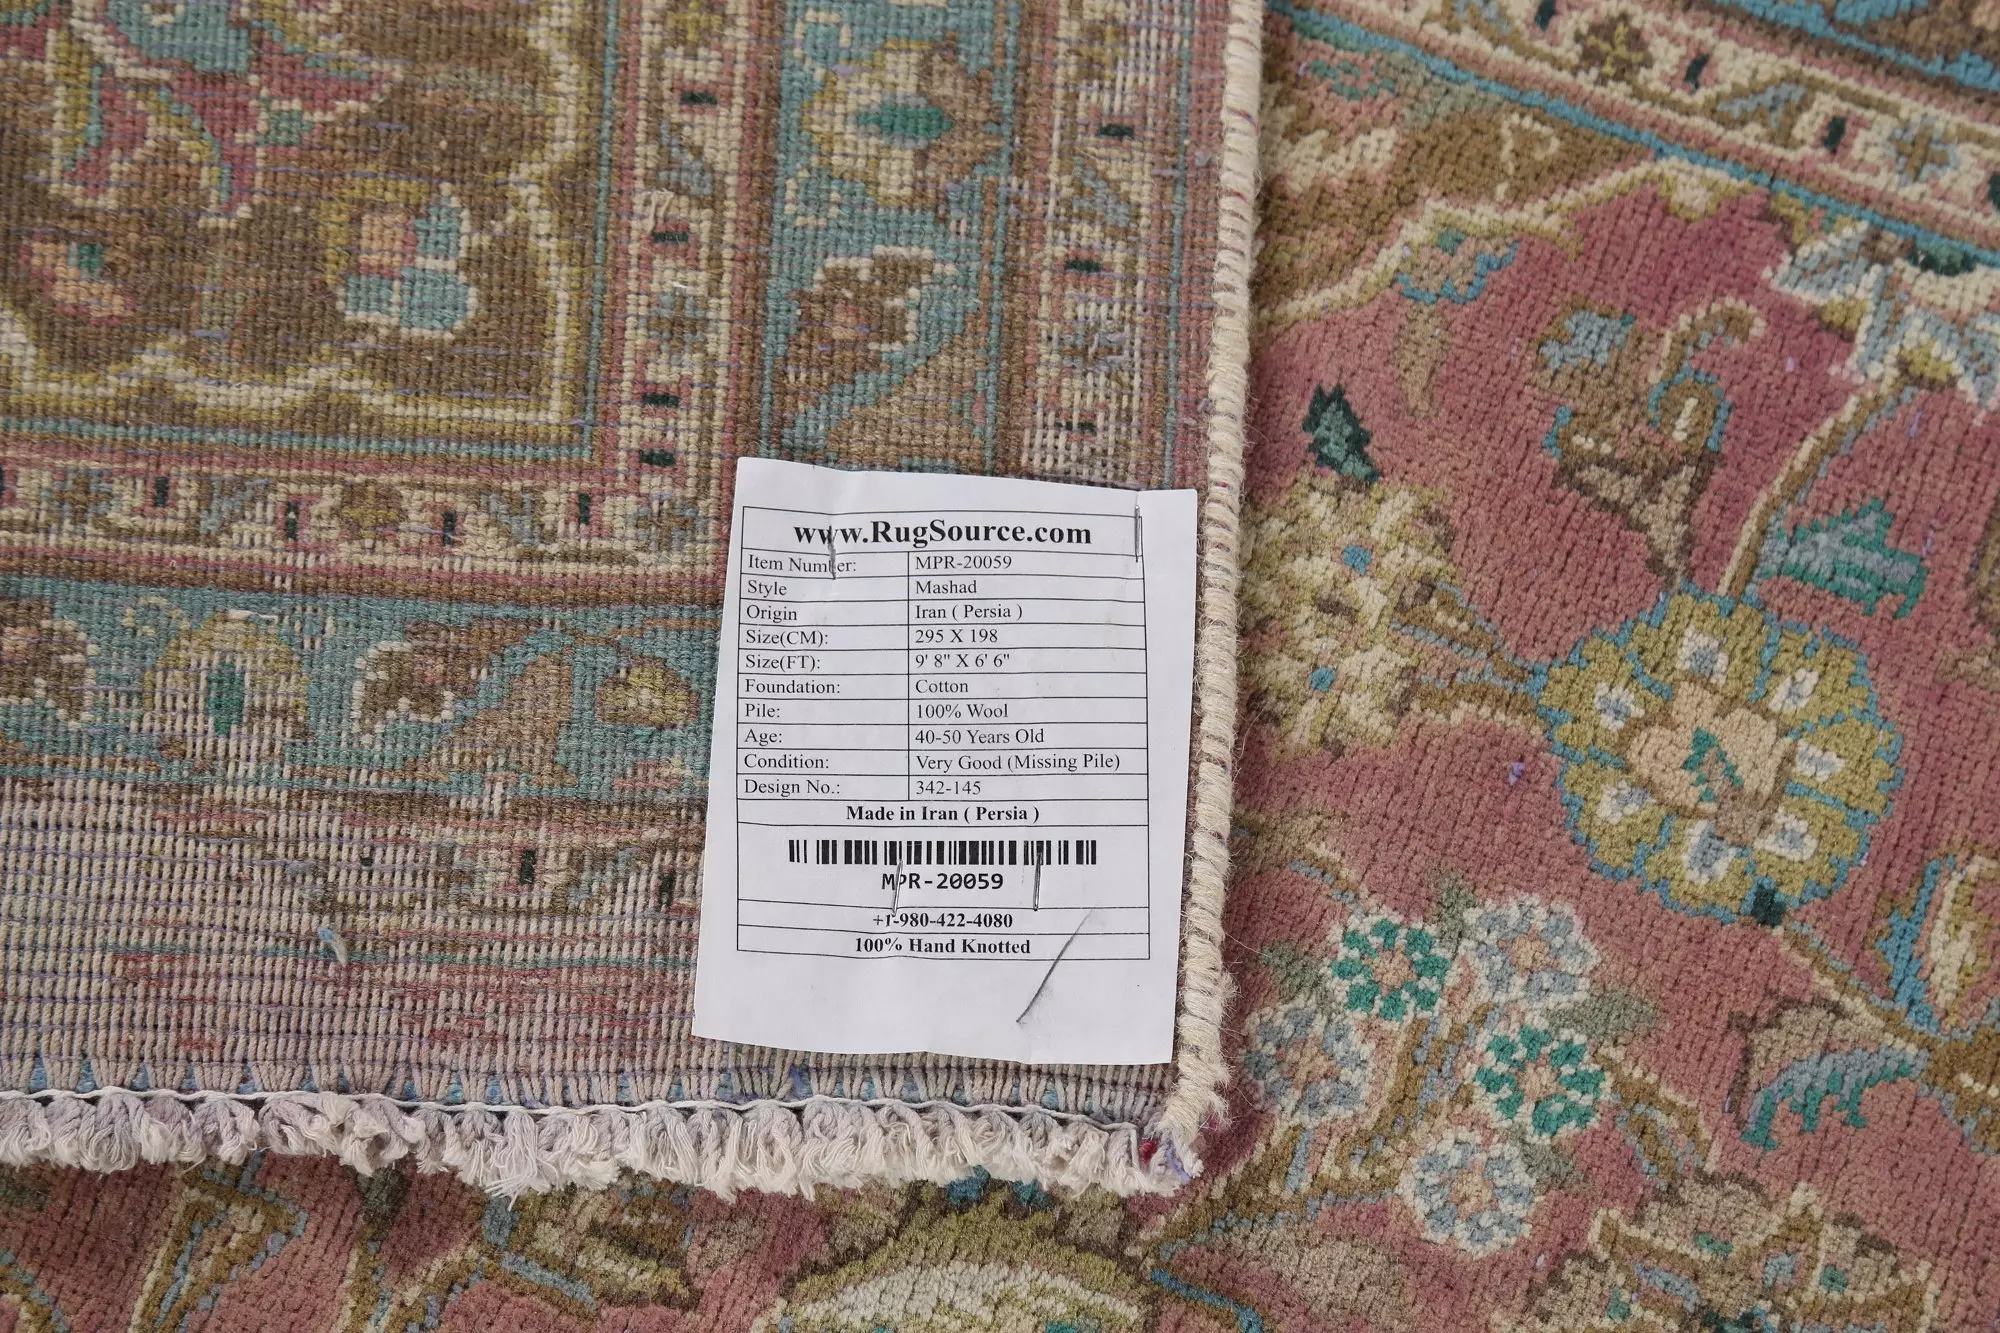 www.RugSource.com
Item Number: MPR-20059
Style Mashad
Origin Iran ( Persia )
Size(CM): 295 X 198
Size(FT): 9' 8" X 6' 6"
Foundation: Cotton
Pile: 100% Wool
Age: 40-50 Years Old
Condition: Very Good (Missing Pile)
Design No.: 342-145
Made in Iran ( Persia )
MPR-20059
+1-980-422-4080
100% Hand Knotted